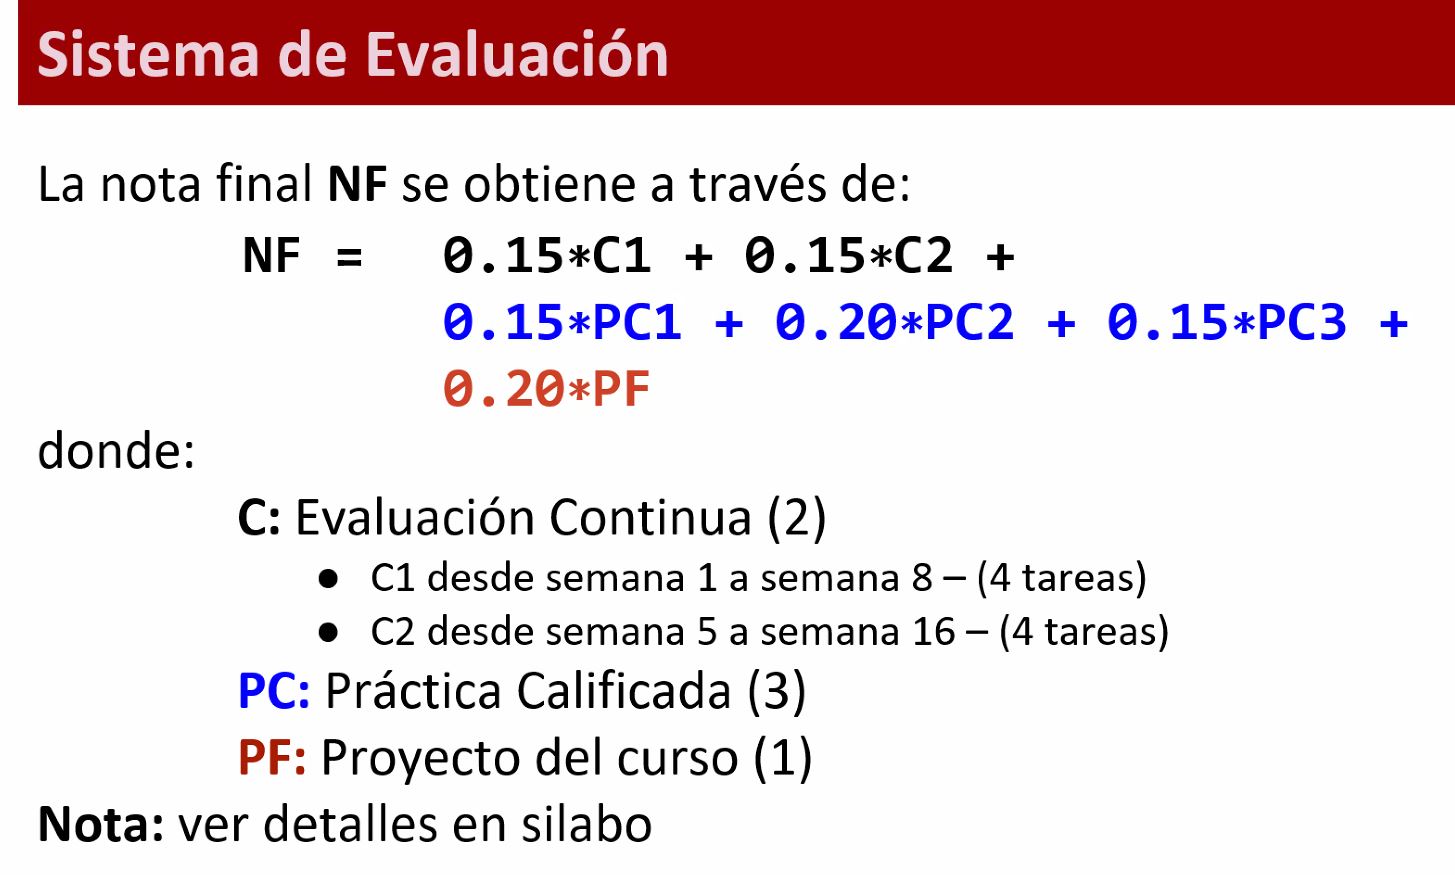 Sistema de Evaluación
La nota final NF se obtiene a través de:
NF = 0.15*C1 + 0.15*C2 +
0.15*PC1 + 0.20*PC2 + 0.15*PC3 +
0.20*PF
donde:
C: Evaluación Continua (2)
● C1 desde semana 1 a semana 8 – (4 tareas)
● C2 desde semana 5 a semana 16 – (4 tareas)
PC: Práctica Calificada (3)
PF: Proyecto del curso (1)
Nota: ver detalles en silabo